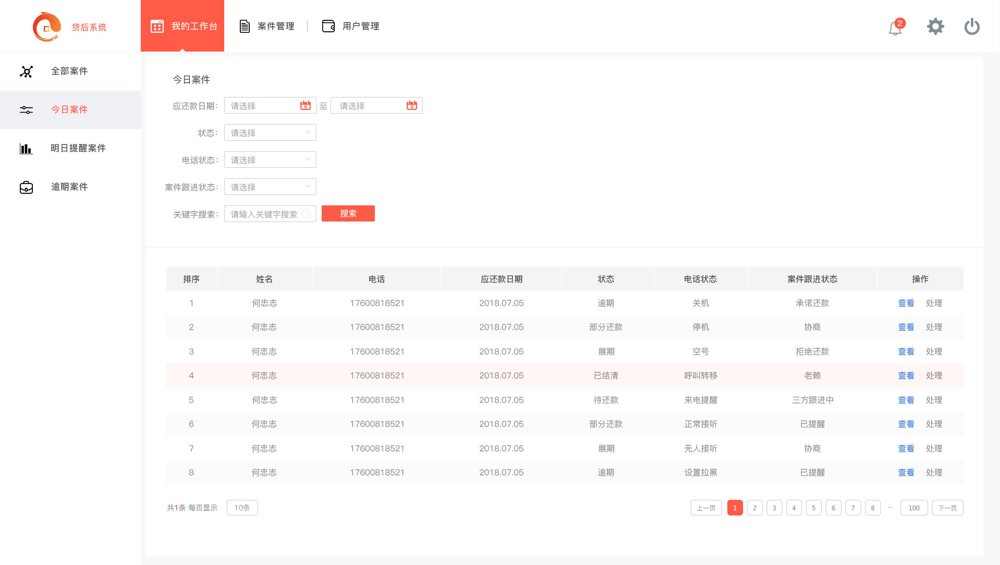 贷后系统
我的工作台 案件管理 用户管理 2
全部案件
今日案件
明日提醒案件
逾期案件
今日案件
应还款日期： 请选择 至 请选择
状态： 请选择
电话状态： 请选择
案件跟进状态： 请选择
关键字搜索： 请输入关键字搜索 搜索
排序 姓名 电话 应还款日期 状态 电话状态 案件跟进状态 操作
1 何忠志 17600818521 2018.07.05 逾期 关机 承诺还款 查看 处理
2 何忠志 17600818521 2018.07.05 部分还款 停机 协商 查看 处理
3 何忠志 17600818521 2018.07.05 展期 空号 拒绝还款 查看 处理
4 何忠志 17600818521 2018.07.05 已结清 呼叫转移 老赖 查看 处理
5 何忠志 17600818521 2018.07.05 待还款 来电提醒 三方跟进中 查看 处理
6 何忠志 17600818521 2018.07.05 部分还款 正常接听 已提醒 查看 处理
7 何忠志 17600818521 2018.07.05 展期 无人接听 协商 查看 处理
8 何忠志 17600818521 2018.07.05 逾期 设置拉黑 已提醒 查看 处理
共1条 每页显示 10条 上一页 1 2 3 4 5 6 7 8 ... 100 下一页